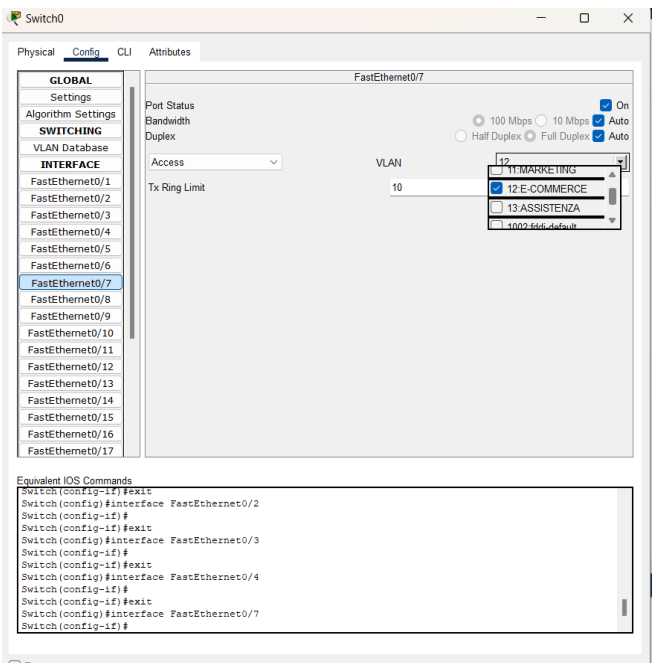 Switch0
Physical Config CLI Attributes
GLOBAL
Settings
Algorithm Settings
SWITCHING
VLAN Database
INTERFACE
FastEthernet0/1
FastEthernet0/2
FastEthernet0/3
FastEthernet0/4
FastEthernet0/5
FastEthernet0/6
FastEthernet0/7
FastEthernet0/8
FastEthernet0/9
FastEthernet0/10
FastEthernet0/11
FastEthernet0/12
FastEthernet0/13
FastEthernet0/14
FastEthernet0/15
FastEthernet0/16
FastEthernet0/17
FastEthernet0/7
Port Status On
Bandwidth 100 Mbps 10 Mbps Auto
Duplex Half Duplex Full Duplex Auto
Access VLAN 12
Tx Ring Limit 10
11:MARKETING
12:E-COMMERCE
13:ASSISTENZA
1002:fddi-default
Equivalent IOS Commands
Switch(config-if)#exit
Switch(config)#interface FastEthernet0/2
Switch(config-if)#
Switch(config-if)#exit
Switch(config)#interface FastEthernet0/3
Switch(config-if)#
Switch(config-if)#exit
Switch(config)#interface FastEthernet0/4
Switch(config-if)#
Switch(config-if)#exit
Switch(config)#interface FastEthernet0/7
Switch(config-if)#